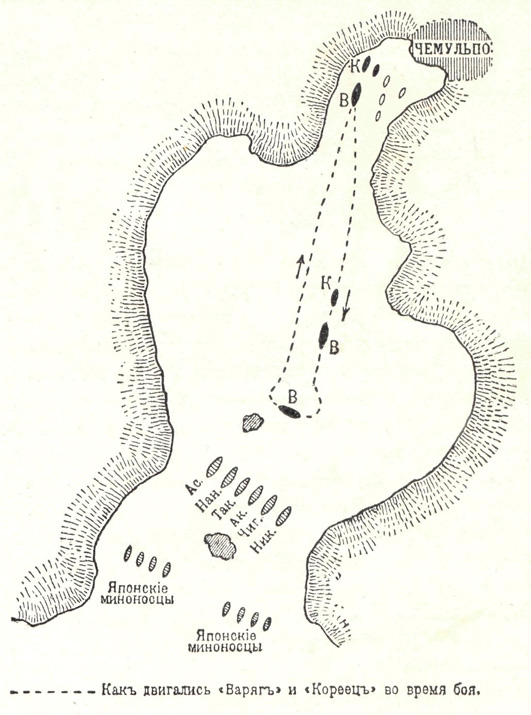 ЧЕМУЛЬПО:
К
В
К
В
В
Ас.
Нан.
Так.
Ак.
Чиг.
Ник.
Японскіе
миноносцы
Японскіе
миноносцы
Какъ двигались «Варягъ» и «Кореецъ» во время боя.